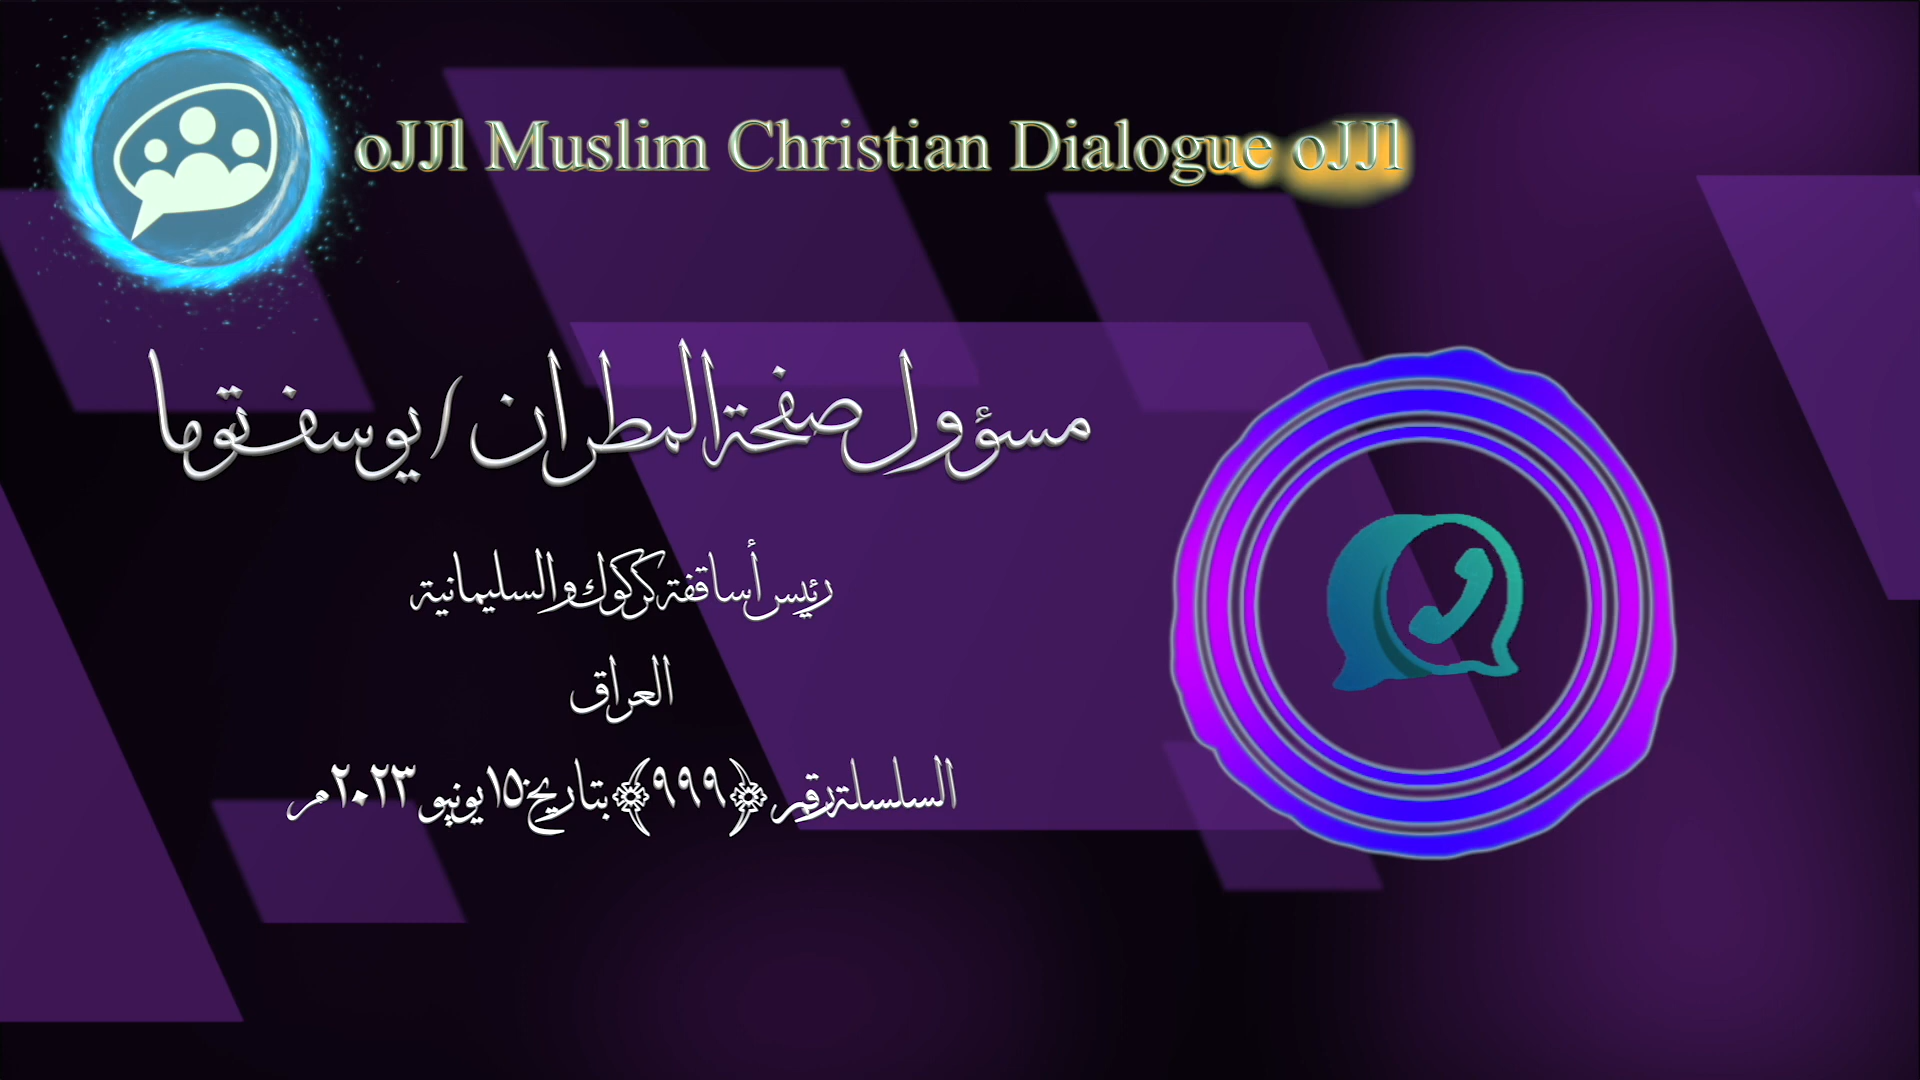 oJJl Muslim Christian Dialogue oJJl
مسؤول صفحة المطران / يوسف توما
رئيس أساقفة كركوك والسليمانية
العراق
السلسلة رقم ﴿٩٩٩﴾ بتاريخ ١٥ يونيو ٢٠٢٣م